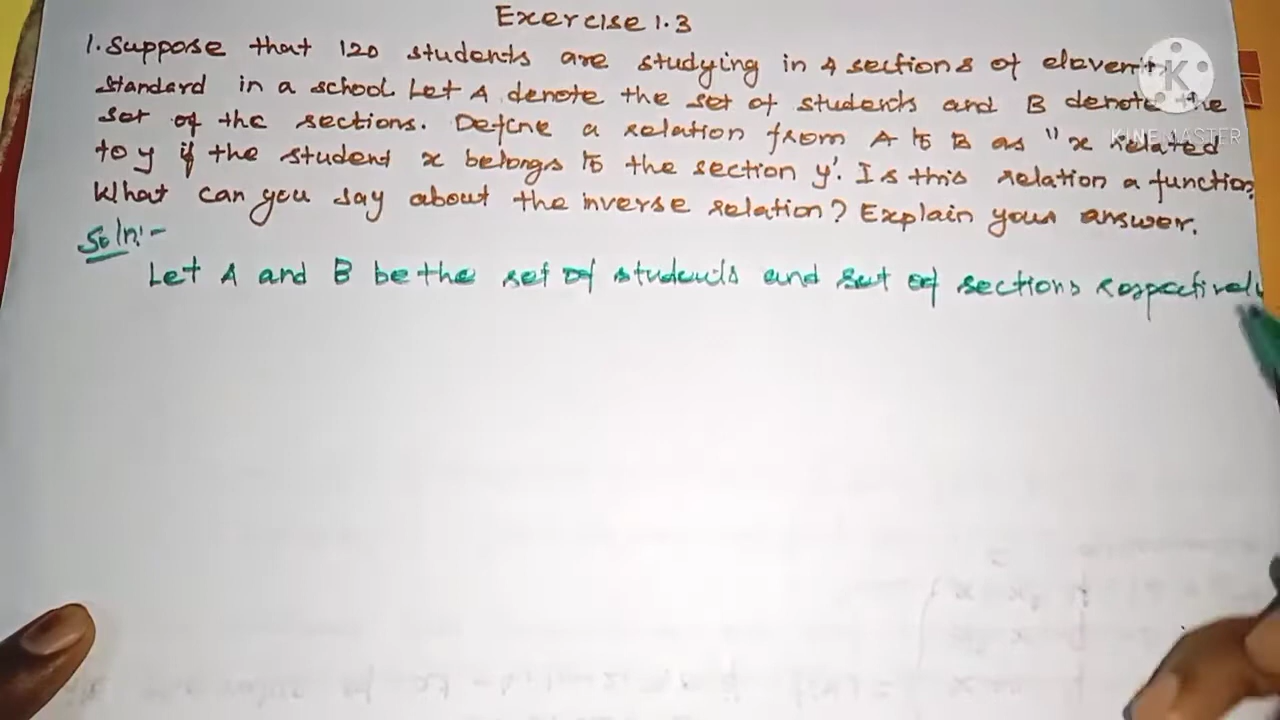 Exercise 1.3
1. Suppose that 120 students are studying in 4 sections of eleventh
standard in a school. Let A denote the set of students and B denote the
set of the sections. Define a relation from A to B as "x related
to y if the student x belongs to the section y'. Is this relation a function?
What can you say about the inverse relation? Explain your answer.
Soln:-
Let A and B be the set of students and set of sections respectively
K
KINEMASTER